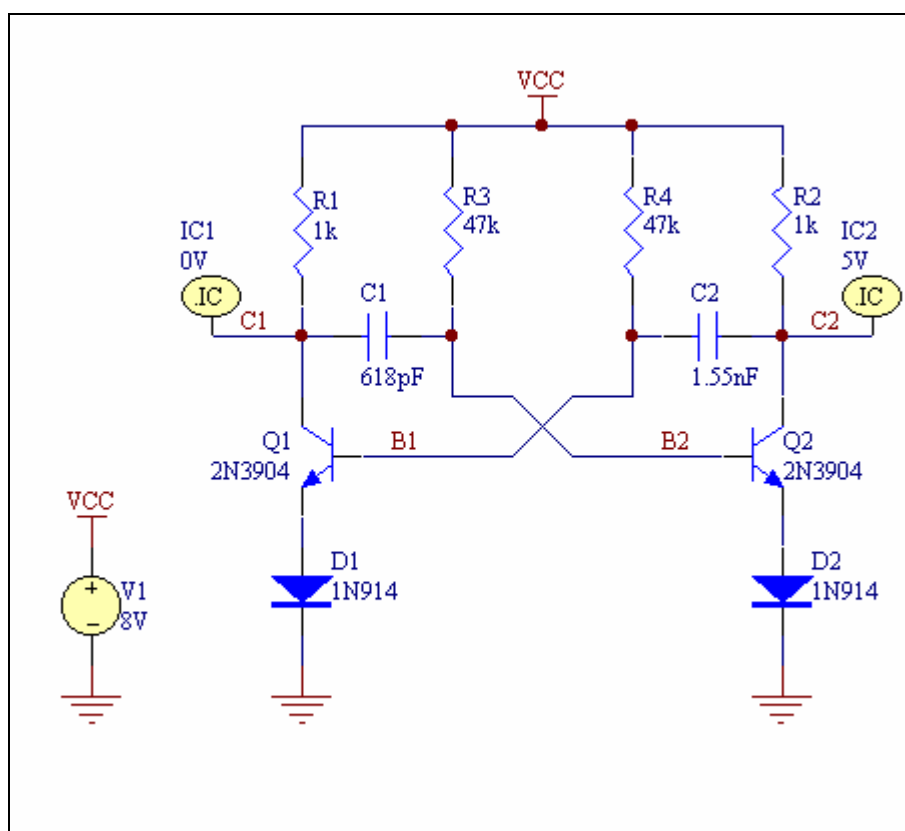 VCC
R1
1k
R3
47k
R4
47k
R2
1k
IC1
0V
.IC
C1
C1
618pF
C2
1.55nF
IC2
5V
.IC
C2
Q1
2N3904
B1
B2
Q2
2N3904
VCC
V1
8V
D1
1N914
D2
1N914